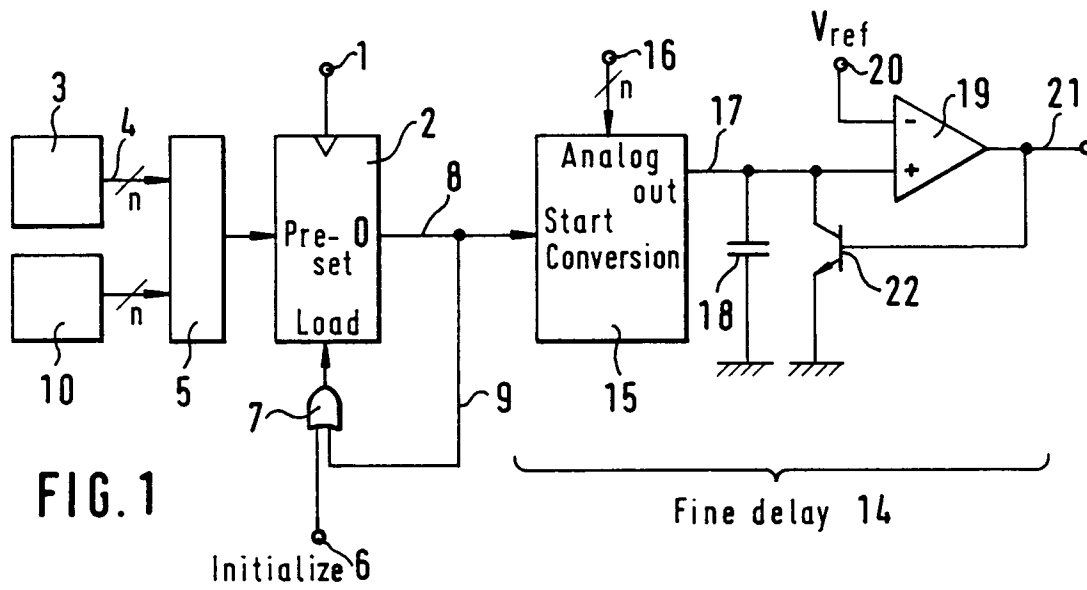 1
16
Vref
20
19
21
3
4
n
2
n
17
8
Analog
out
-
+
Pre-
set
0
Start
Conversion
n
Load
18
22
10
5
7
9
15
FIG. 1
Fine delay 14
Initialize 6